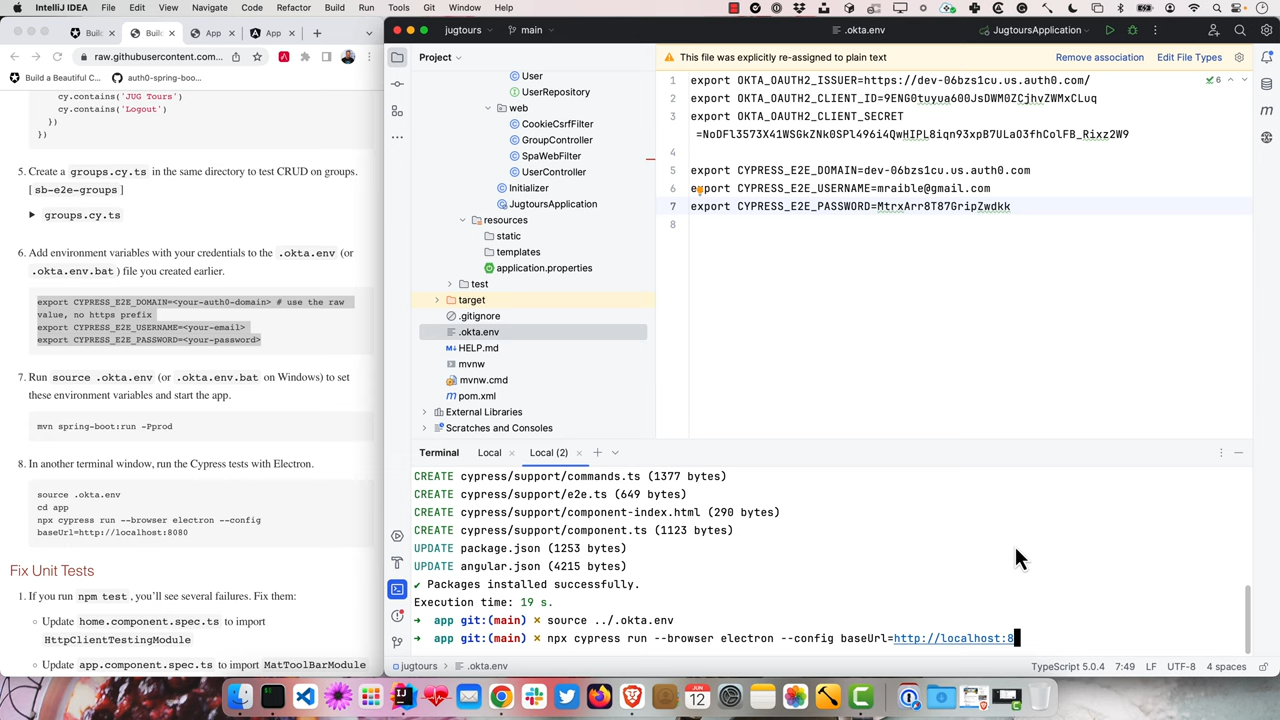 IntelliJ IDEA File Edit View Navigate Code Refactor Build Run Tools Git Window Help
Build Build App App
raw.githubusercontent.com...
Build a Beautiful C... auth0-spring-boo...
cy.contains('JUG Tours')
cy.contains('Logout')
})
})
5. Create a groups.cy.ts in the same directory to test CRUD on groups.
[sb-e2e-groups]
groups.cy.ts
6. Add environment variables with your credentials to the .okta.env (or
.okta.env.bat) file you created earlier.
export CYPRESS_E2E_DOMAIN=<your-auth0-domain> # use the raw
value, no https prefix
export CYPRESS_E2E_USERNAME=<your-email>
export CYPRESS_E2E_PASSWORD=<your-password>
7. Run source .okta.env (or .okta.env.bat on Windows) to set
these environment variables and start the app.
mvn spring-boot:run -Pprod
8. In another terminal window, run the Cypress tests with Electron.
source .okta.env
cd app
npx cypress run --browser electron --config
baseUrl=http://localhost:8080
Fix Unit Tests
1. If you run npm test, you'll see several failures. Fix them:
Update home.component.spec.ts to import
HttpClientTestingModule
Update app.component.spec.ts to import MatToolBarModule
jugtours main .okta.env JugtoursApplication
Project
User
UserRepository
web
CookieCsrfFilter
GroupController
SpaWebFilter
UserController
Initializer
JugtoursApplication
resources
static
templates
application.properties
test
target
.gitignore
.okta.env
HELP.md
mvnw
mvnw.cmd
pom.xml
External Libraries
Scratches and Consoles
This file was explicitly re-assigned to plain text Remove association Edit File Types
1 export OKTA_OAUTH2_ISSUER=https://dev-06bzs1cu.us.auth0.com/ 6
2 export OKTA_OAUTH2_CLIENT_ID=9ENG0tuyua600JsDWM0ZCjhvZWMxCLuq
3 export OKTA_OAUTH2_CLIENT_SECRET
=NoDFl3573X41WSGkZNk0SPl496i4QwHIPL8iqn93xpB7ULaO3fhColFB_Rixz2W9
4
5 export CYPRESS_E2E_DOMAIN=dev-06bzs1cu.us.auth0.com
6 export CYPRESS_E2E_USERNAME=mraible@gmail.com
7 export CYPRESS_E2E_PASSWORD=MtrxArr8T87GripZwdkk
8
Terminal Local Local (2)
CREATE cypress/support/commands.ts (1377 bytes)
CREATE cypress/support/e2e.ts (649 bytes)
CREATE cypress/support/component-index.html (290 bytes)
CREATE cypress/support/component.ts (1123 bytes)
UPDATE package.json (1253 bytes)
UPDATE angular.json (4215 bytes)
✔ Packages installed successfully.
Execution time: 19 s.
➜ app git:(main) ✗ source ../.okta.env
➜ app git:(main) ✗ npx cypress run --browser electron --config baseUrl=http://localhost:8
jugtours .okta.env TypeScript 5.0.4 7:49 LF UTF-8 4 spaces
JUN
12